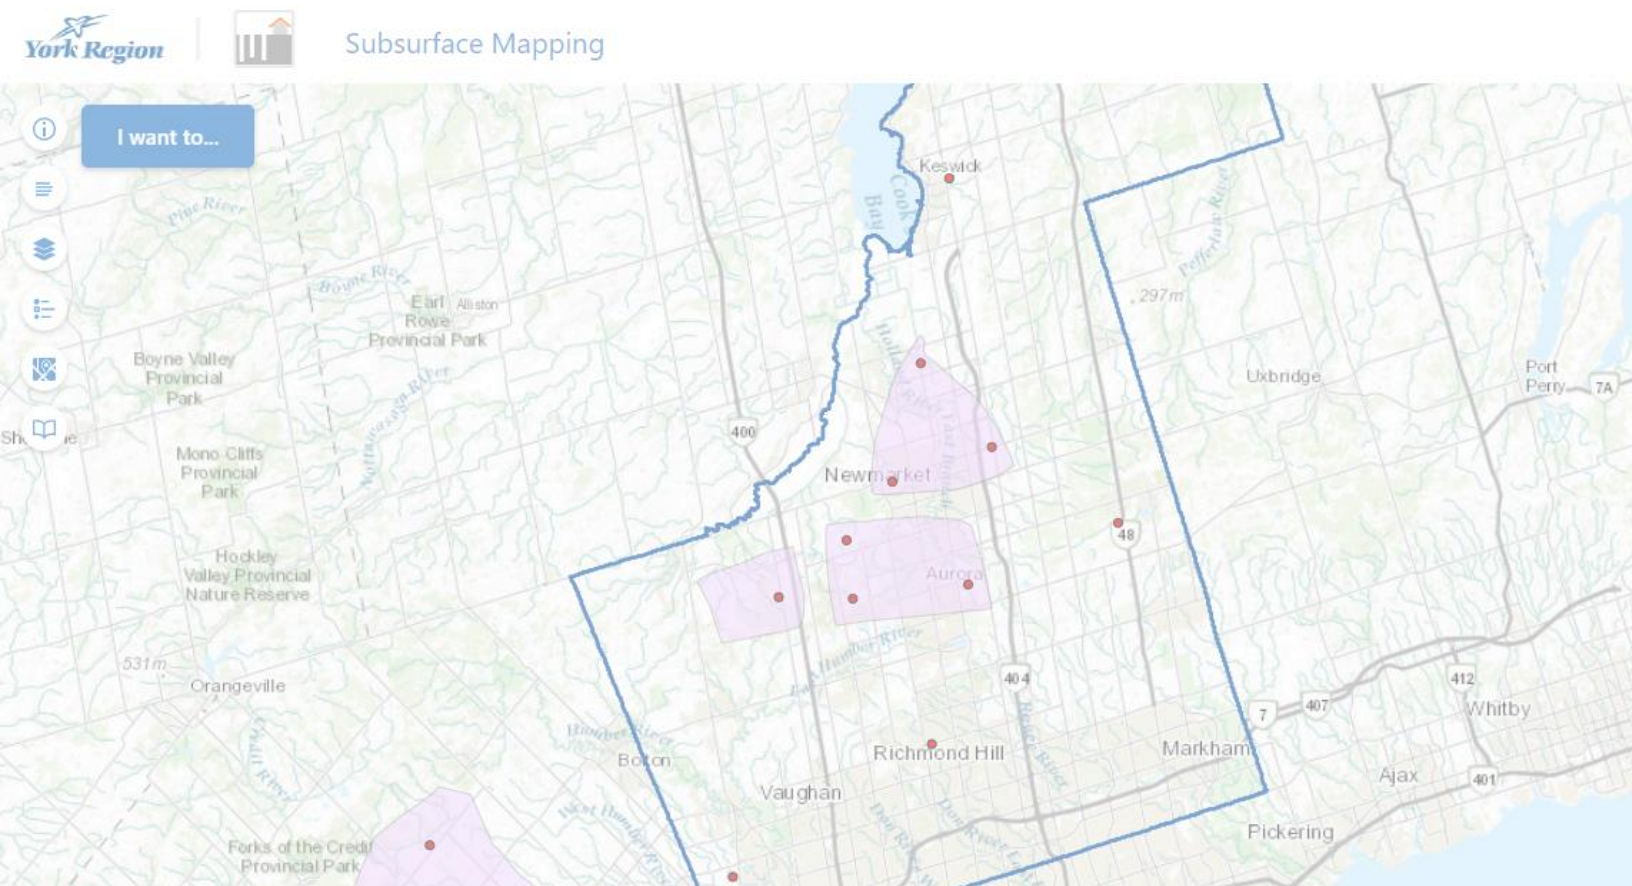 York Region
Subsurface Mapping
I want to...
Keswick
Cook's
Bay
Pine River
Pefferlaw River
297m
Boyne River
Earl
Rowe
Provincial Park
Alliston
Boyne Valley
Provincial
Park
Nottawasaga River
Uxbridge
Port
Perry
7A
400
Mono Cliffs
Provincial
Park
Newmarket
48
Hockley
Valley Provincial
Nature Reserve
Aurora
East Humber River
531m
Orangeville
404
412
407
7
Whitby
Humber River
Bolton
Richmond Hill
Rouge River
Markham
Vaughan
Ajax
401
West Humber River
Pickering
Forks of the Credit
Provincial Park